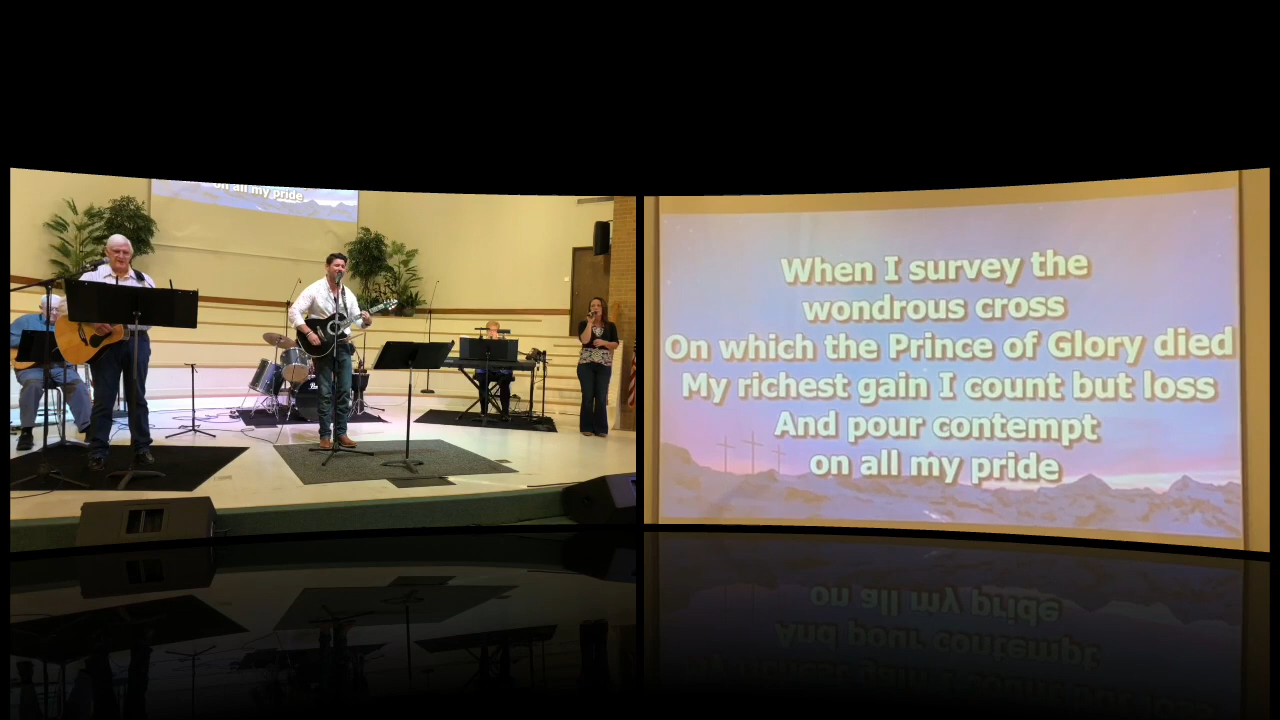 on all my pride
When I survey the
wondrous cross
On which the Prince of Glory died
My richest gain I count but loss
And pour contempt
on all my pride